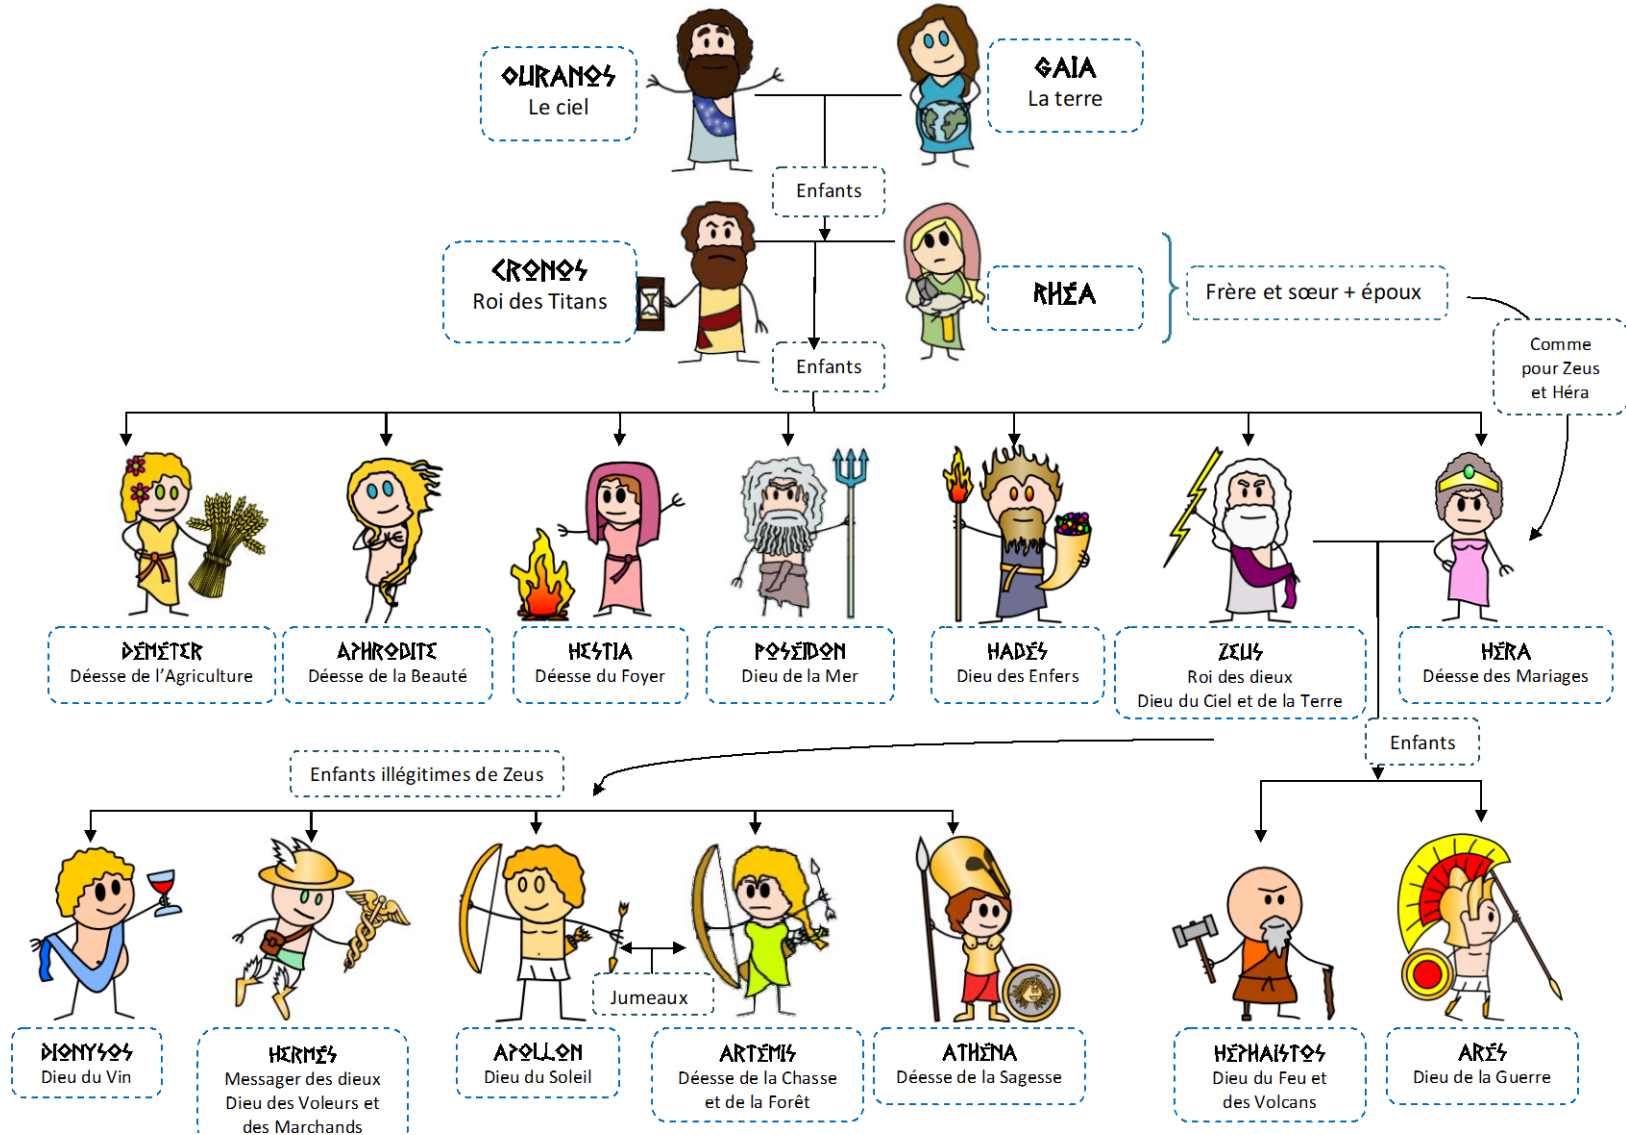 OURANOS
Le ciel
GAÏA
La terre
Enfants
CRONOS
Roi des Titans
RHÉA
Frère et sœur + époux
Comme
pour Zeus
et Héra
Enfants
DÉMÉTER
Déesse de l’Agriculture
APHRODITE
Déesse de la Beauté
HESTIA
Déesse du Foyer
POSÉIDON
Dieu de la Mer
HADÉS
Dieu des Enfers
ZEUS
Roi des dieux
Dieu du Ciel et de la Terre
HÉRA
Déesse des Mariages
Enfants
Enfants illégitimes de Zeus
Jumeaux
DIONYSOS
Dieu du Vin
HERMÉS
Messager des dieux
Dieu des Voleurs et
des Marchands
APOLLON
Dieu du Soleil
ARTÉMIS
Déesse de la Chasse
et de la Forêt
ATHÉNA
Déesse de la Sagesse
HÉPHAISTOS
Dieu du Feu et
des Volcans
ARÉS
Dieu de la Guerre